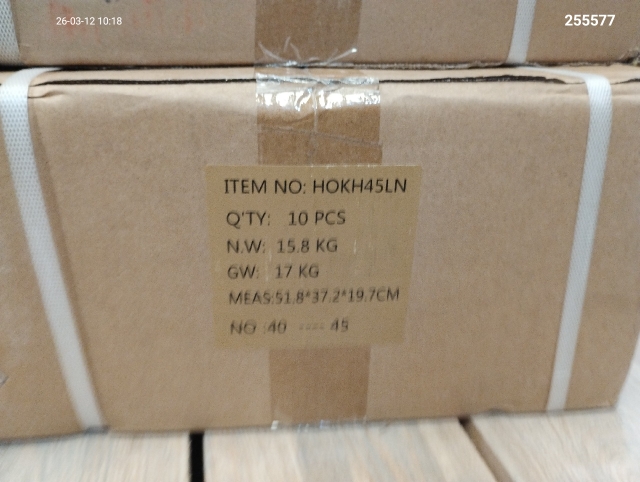 26-03-12 10:18
255577
ITEM NO: HOKH45LN
Q'TY: 10 PCS
N.W: 15.8 KG
GW: 17 KG
MEAS:51.8*37.2*19.7CM
NO :40 ---- 45